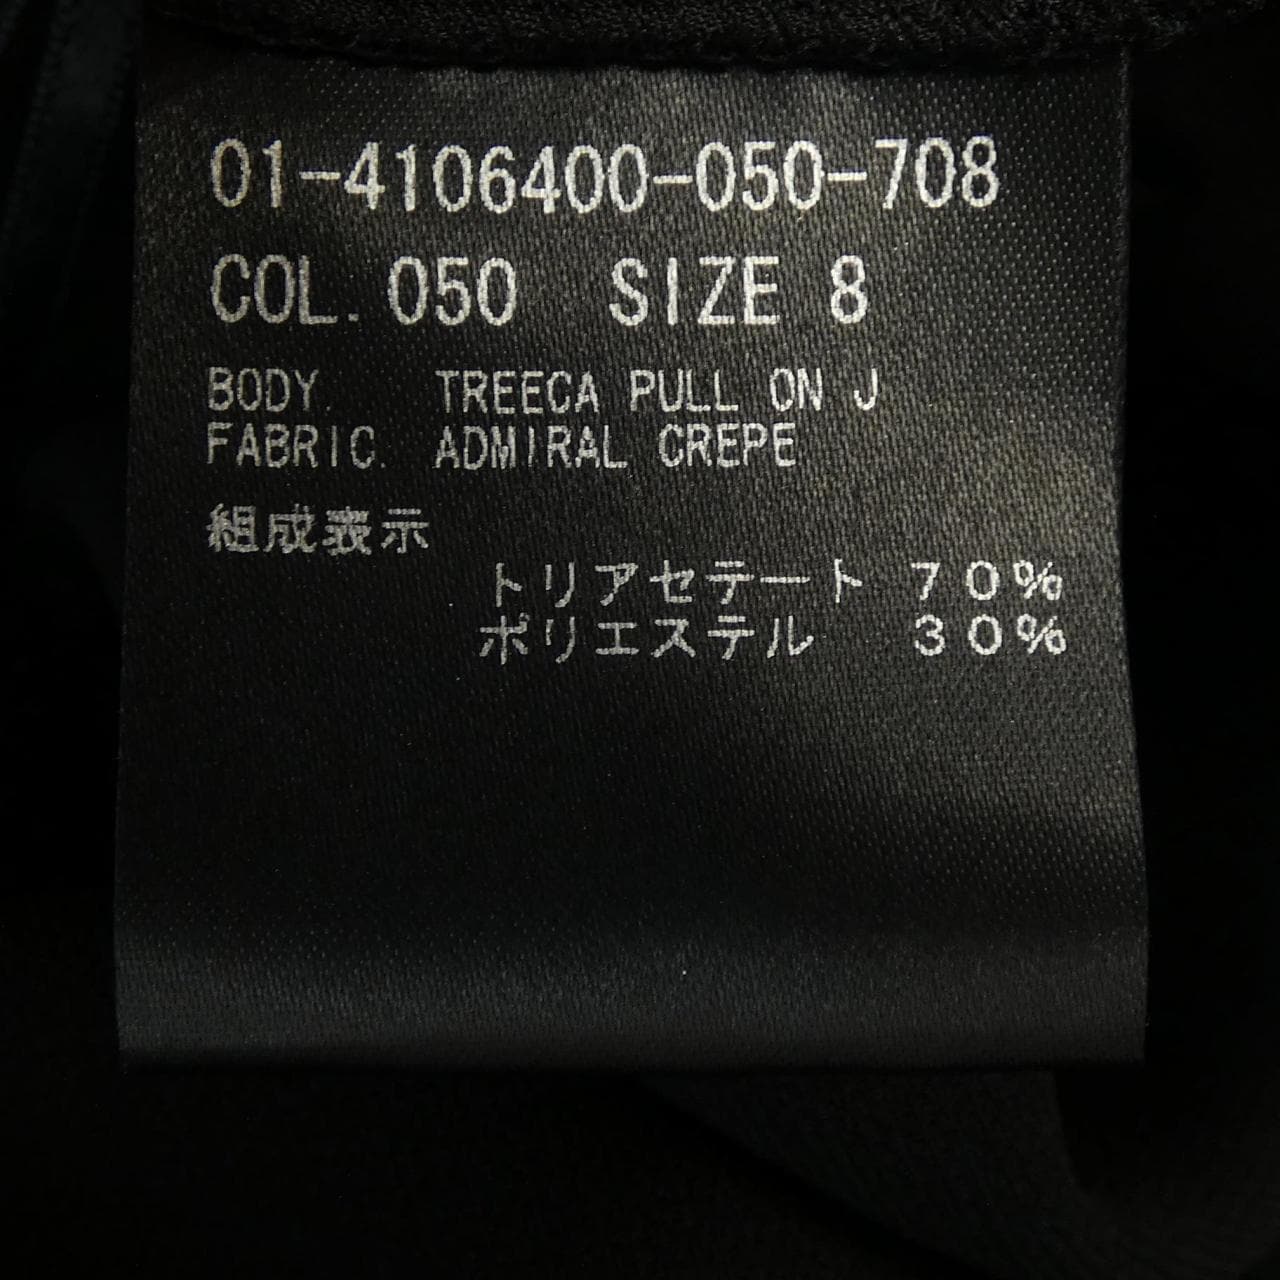 01-4106400-050-708
COL. 050 SIZE 8
BODY. TREECA PULL ON J
FABRIC. ADMIRAL CREPE
組成表示
トリアセテート 70%
ポリエステル 30%